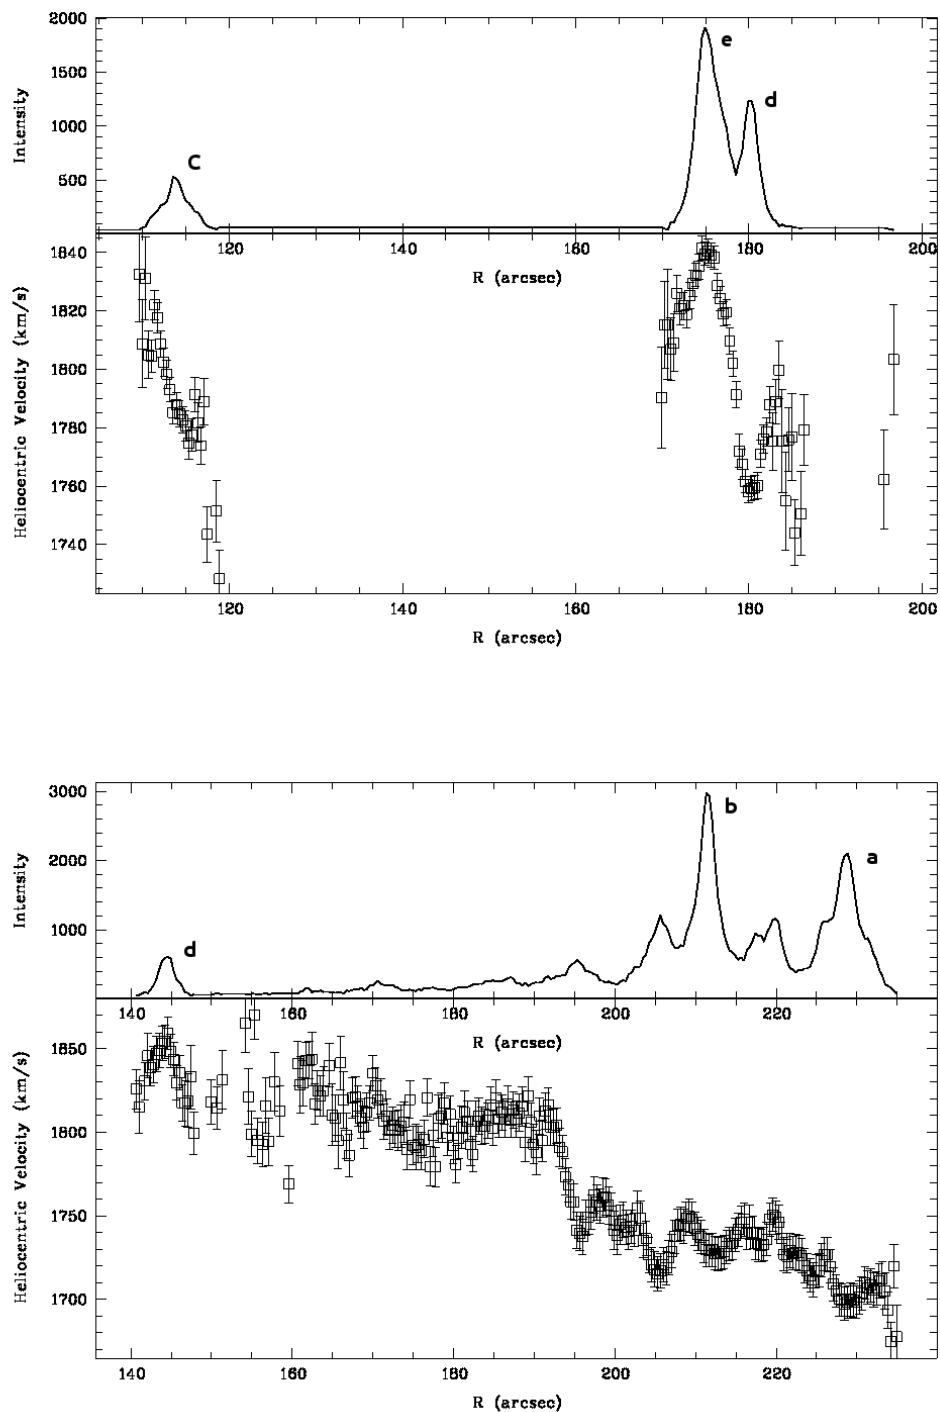 2000
1500
1000
500
Intensity
C
e
d
1840
1820
1800
1780
1760
1740
Heliocentric Velocity (km/s)
120 140 160 180 200
R (arcsec)
120 140 160 180 200
R (arcsec)
3000
2000
1000
0
Intensity
d
b
a
140 160 180 200 220
R (arcsec)
1850
1800
1750
1700
Heliocentric Velocity (km/s)
140 160 180 200 220
R (arcsec)